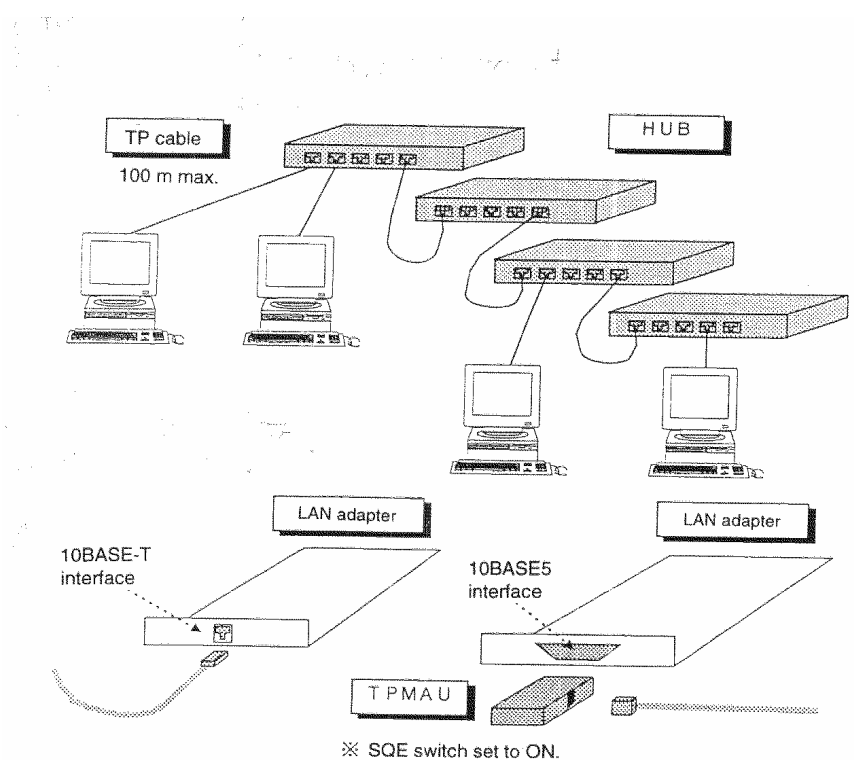 TP cable
HUB
100 m max.
LAN adapter
LAN adapter
10BASE-T
interface
10BASE5
interface
TPMAU
※ SQE switch set to ON.